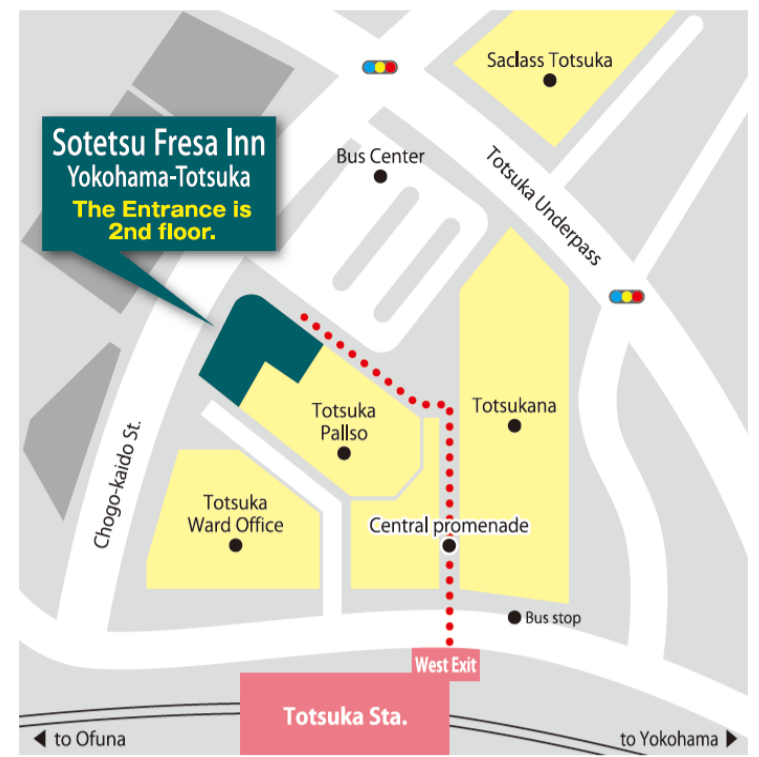 Saclass Totsuka
Sotetsu Fresa Inn
Yokohama-Totsuka
The Entrance is
2nd floor.
Bus Center
Totsuka Underpass
Totsuka
Pallso
Totsukana
Chogo-kaido St.
Totsuka
Ward Office
Central promenade
Bus stop
West Exit
Totsuka Sta.
to Ofuna
to Yokohama